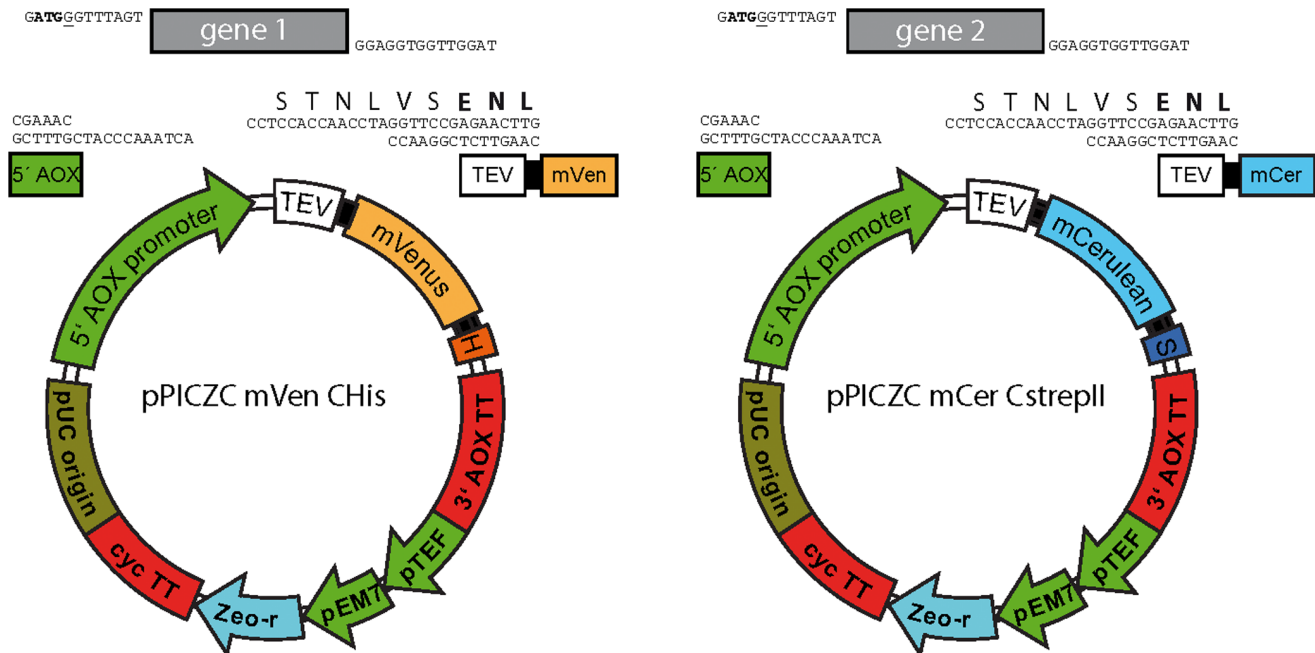 GATGGGTTTAGT
gene 1
GGAGGTGGTTGGAT
S T N L V S E N L
CGAAAC
CCTCCACCAACCTAGGTTCCGAGAACTTG
GCTTTGCTACCCAAATCA
CCAAGGCTCTTGAAC
5´ AOX
TEV
mVen
5‘ AOX promoter
TEV
mVenus
H
3‘ AOX TT
pTEF
pEM7
Zeo-r
cyc TT
pUC origin
pPICZC mVen CHis
GATGGGTTTAGT
gene 2
GGAGGTGGTTGGAT
S T N L V S E N L
CGAAAC
CCTCCACCAACCTAGGTTCCGAGAACTTG
GCTTTGCTACCCAAATCA
CCAAGGCTCTTGAAC
5´ AOX
TEV
mCer
5‘ AOX promoter
TEV
mCerulean
S
3‘ AOX TT
pTEF
pEM7
Zeo-r
cyc TT
pUC origin
pPICZC mCer CstrepII